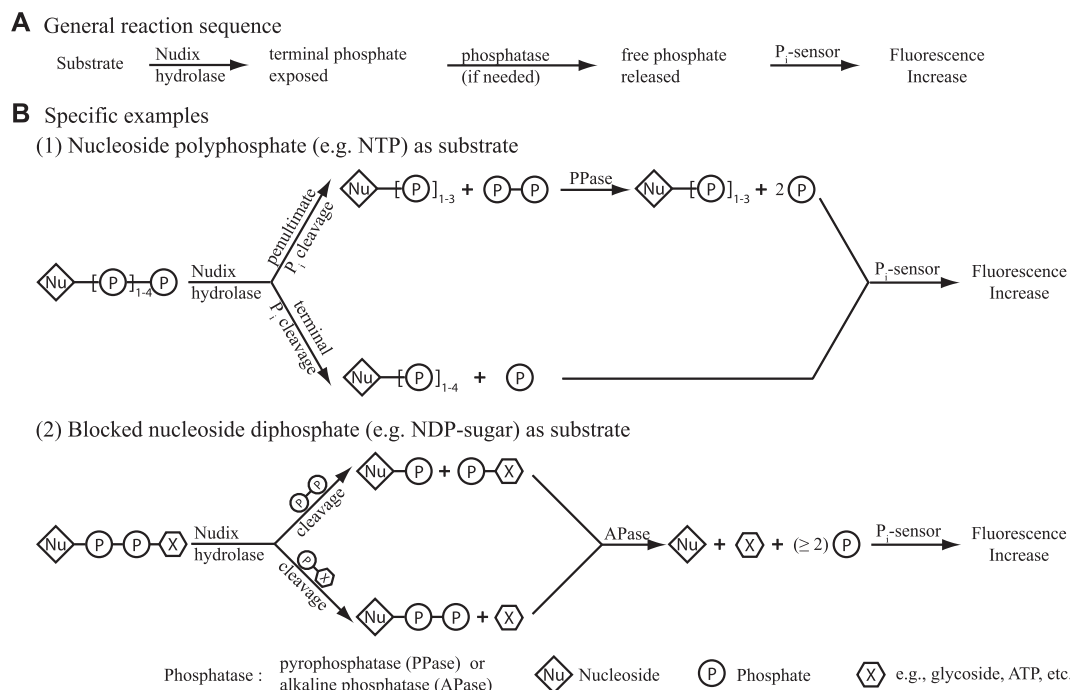 A General reaction sequence
Substrate Nudix hydrolase terminal phosphate exposed phosphatase (if needed) free phosphate released Pi-sensor Fluorescence Increase
B Specific examples
(1) Nucleoside polyphosphate (e.g. NTP) as substrate
Nu [P]1-4 P
Nudix
hydrolase
penultimate
Pi cleavage
Nu [P]1-3 + P P
PPase
Nu [P]1-3 + 2 P
terminal
Pi cleavage
Nu [P]1-4 + P
Pi-sensor
Fluorescence
Increase
(2) Blocked nucleoside diphosphate (e.g. NDP-sugar) as substrate
Nu P P X
Nudix
hydrolase
P P
cleavage
Nu P + P X
P X
cleavage
Nu P P + X
APase
Nu + X + (≥ 2) P
Pi-sensor
Fluorescence
Increase
Phosphatase : pyrophosphatase (PPase) or
alkaline phosphatase (APase)
Nu Nucleoside
P Phosphate
X e.g., glycoside, ATP, etc.